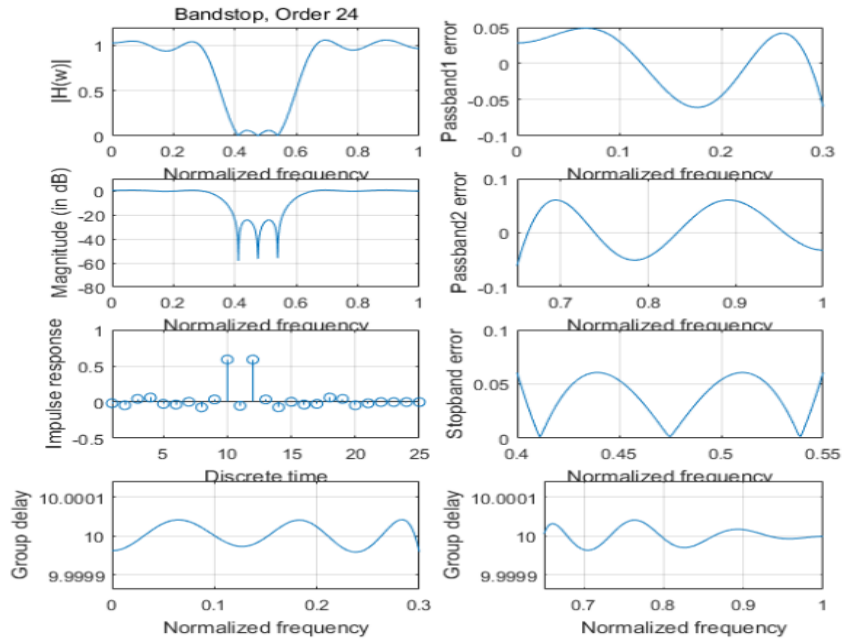 Bandstop, Order 24
|H(w)|
1
0.5
0
0 0.2 0.4 0.6 0.8 1
Normalized frequency
Passband1 error
0.05
0
-0.05
-0.1
0 0.1 0.2 0.3
Normalized frequency
Magnitude (in dB)
0
-20
-40
-60
-80
0 0.2 0.4 0.6 0.8 1
Normalized frequency
Passband2 error
0.1
0
-0.1
0.7 0.8 0.9 1
Normalized frequency
Impulse response
1
0.5
0
-0.5
5 10 15 20 25
Discrete time
Stopband error
0.1
0.05
0
0.4 0.45 0.5 0.55
Normalized frequency
Group delay
10.0001
10
9.9999
0 0.1 0.2 0.3
Normalized frequency
Group delay
10.0001
10
9.9999
0.7 0.8 0.9 1
Normalized frequency